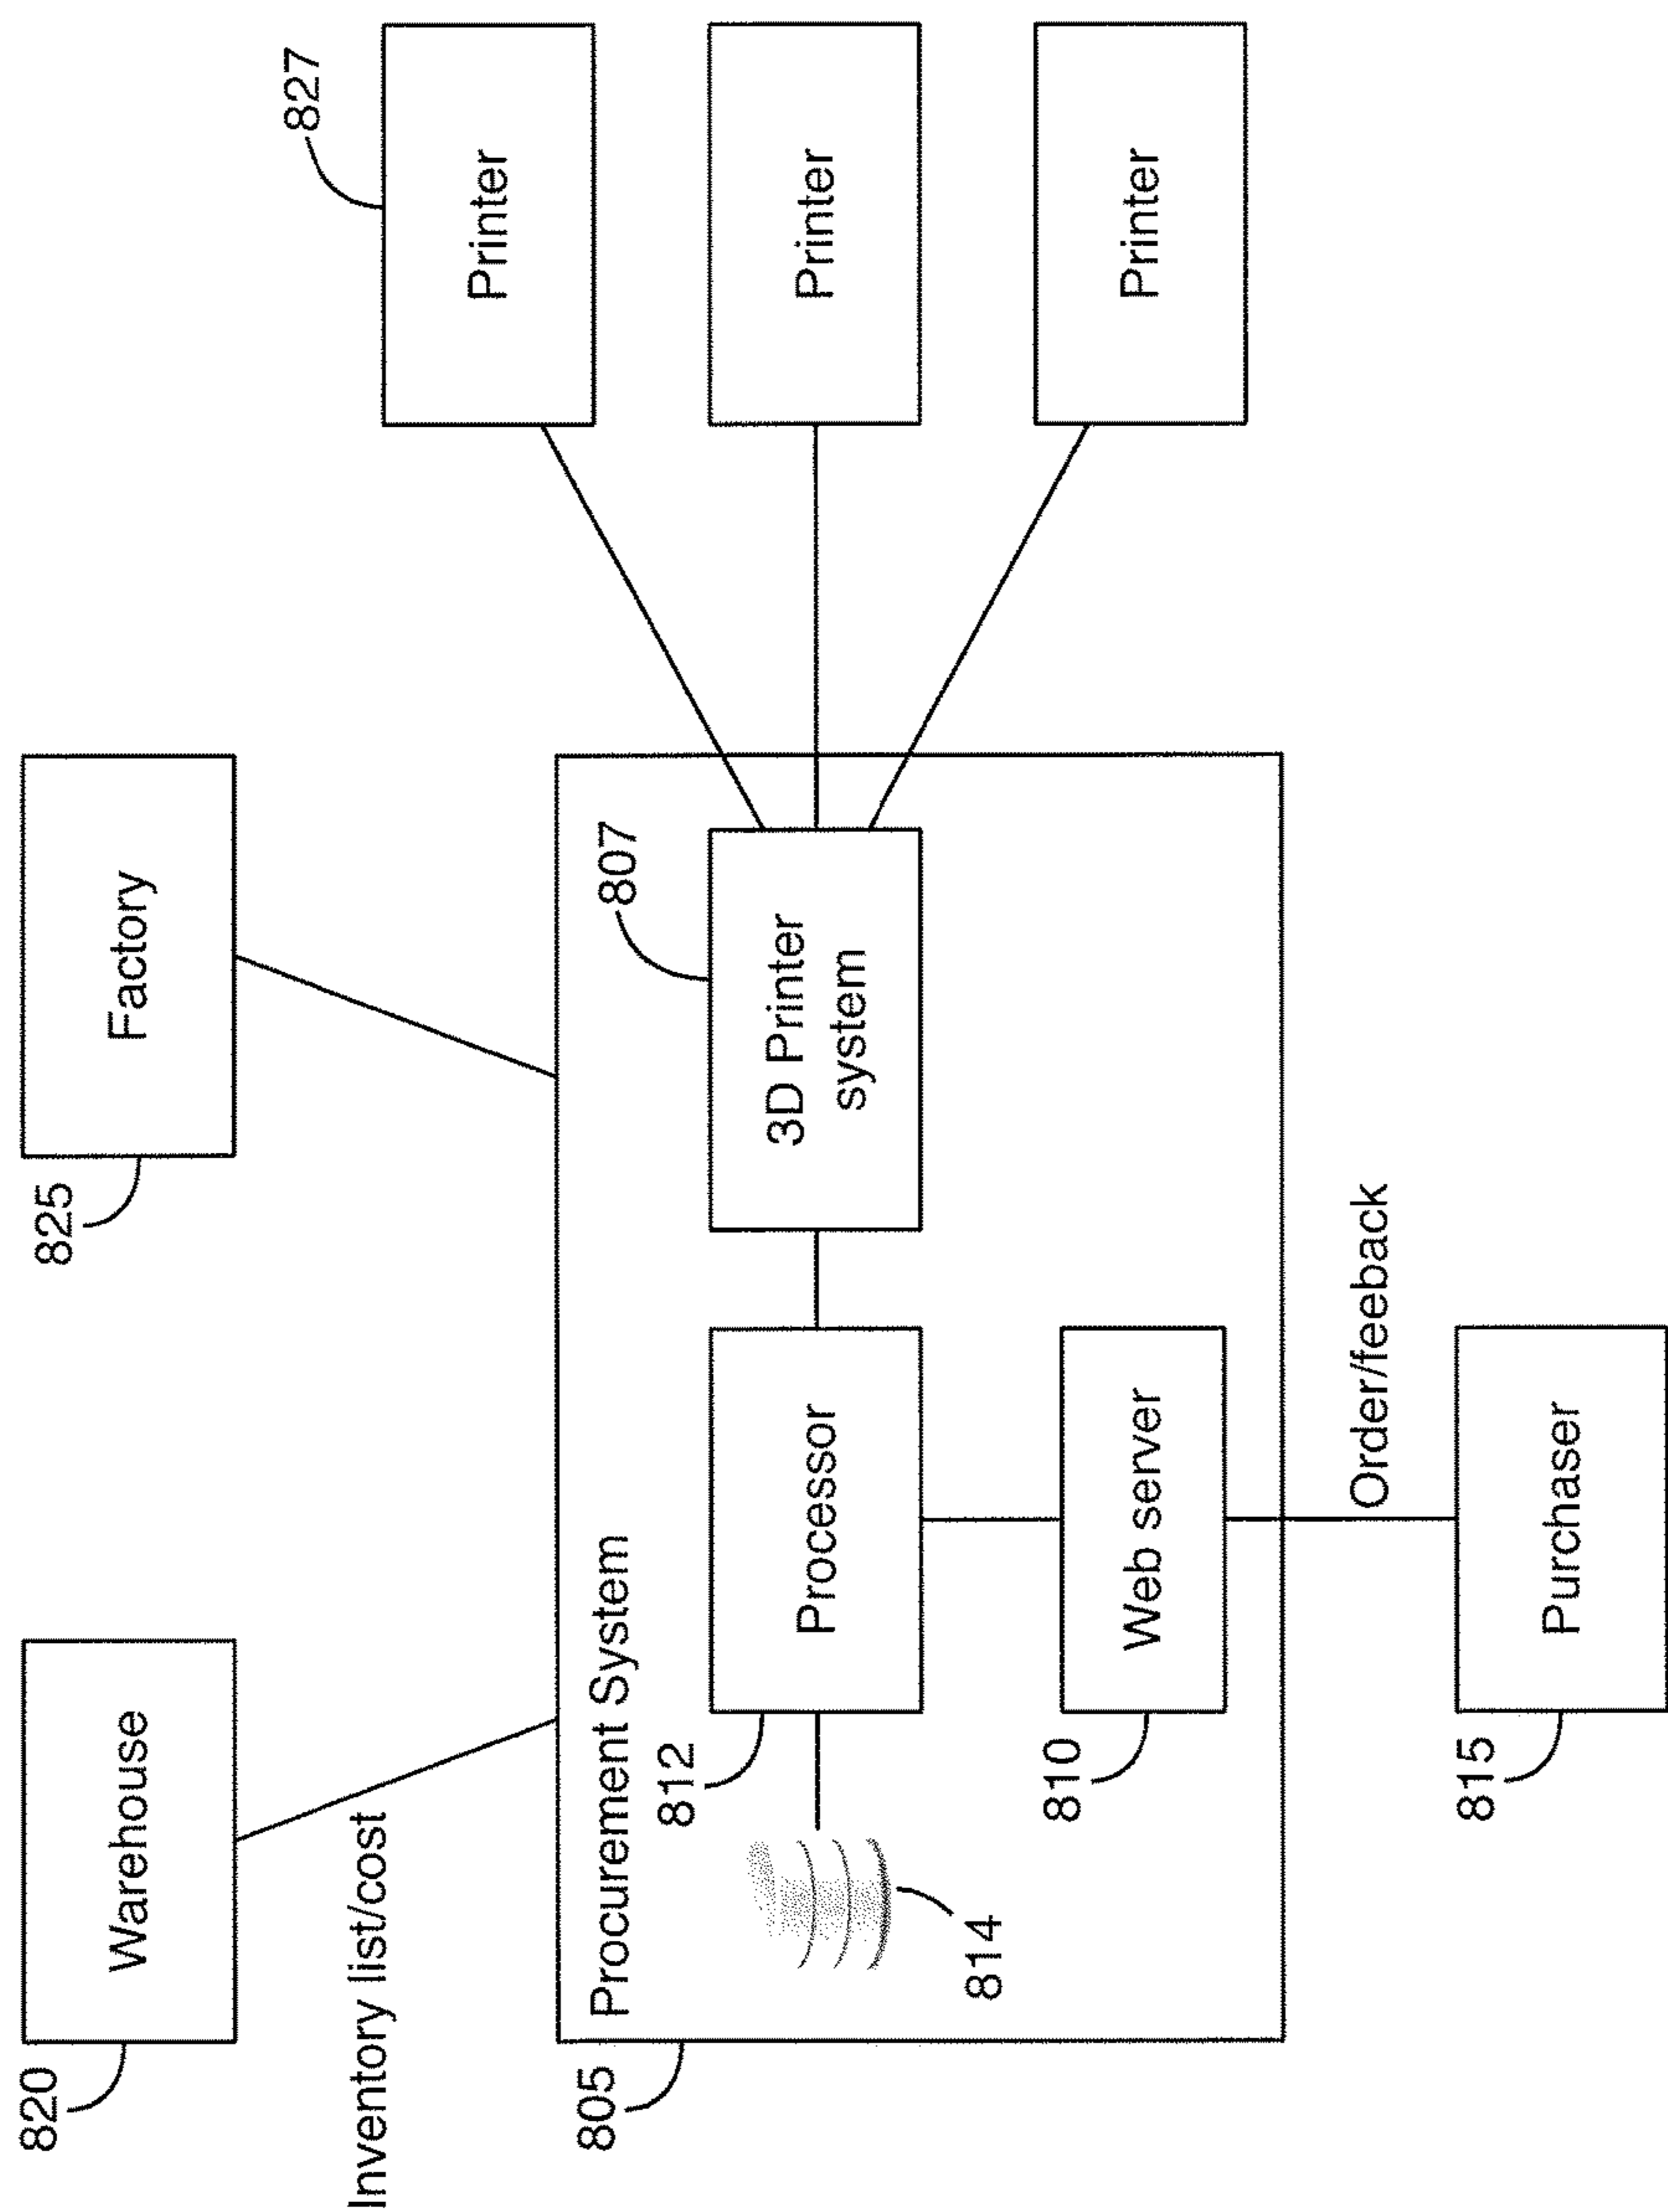 820
Warehouse
825
Factory
Inventory list/cost
805
Procurement System
812
Processor
807
3D Printer
system
827
Printer
Printer
Printer
814
810
Web server
Order/feeback
815
Purchaser